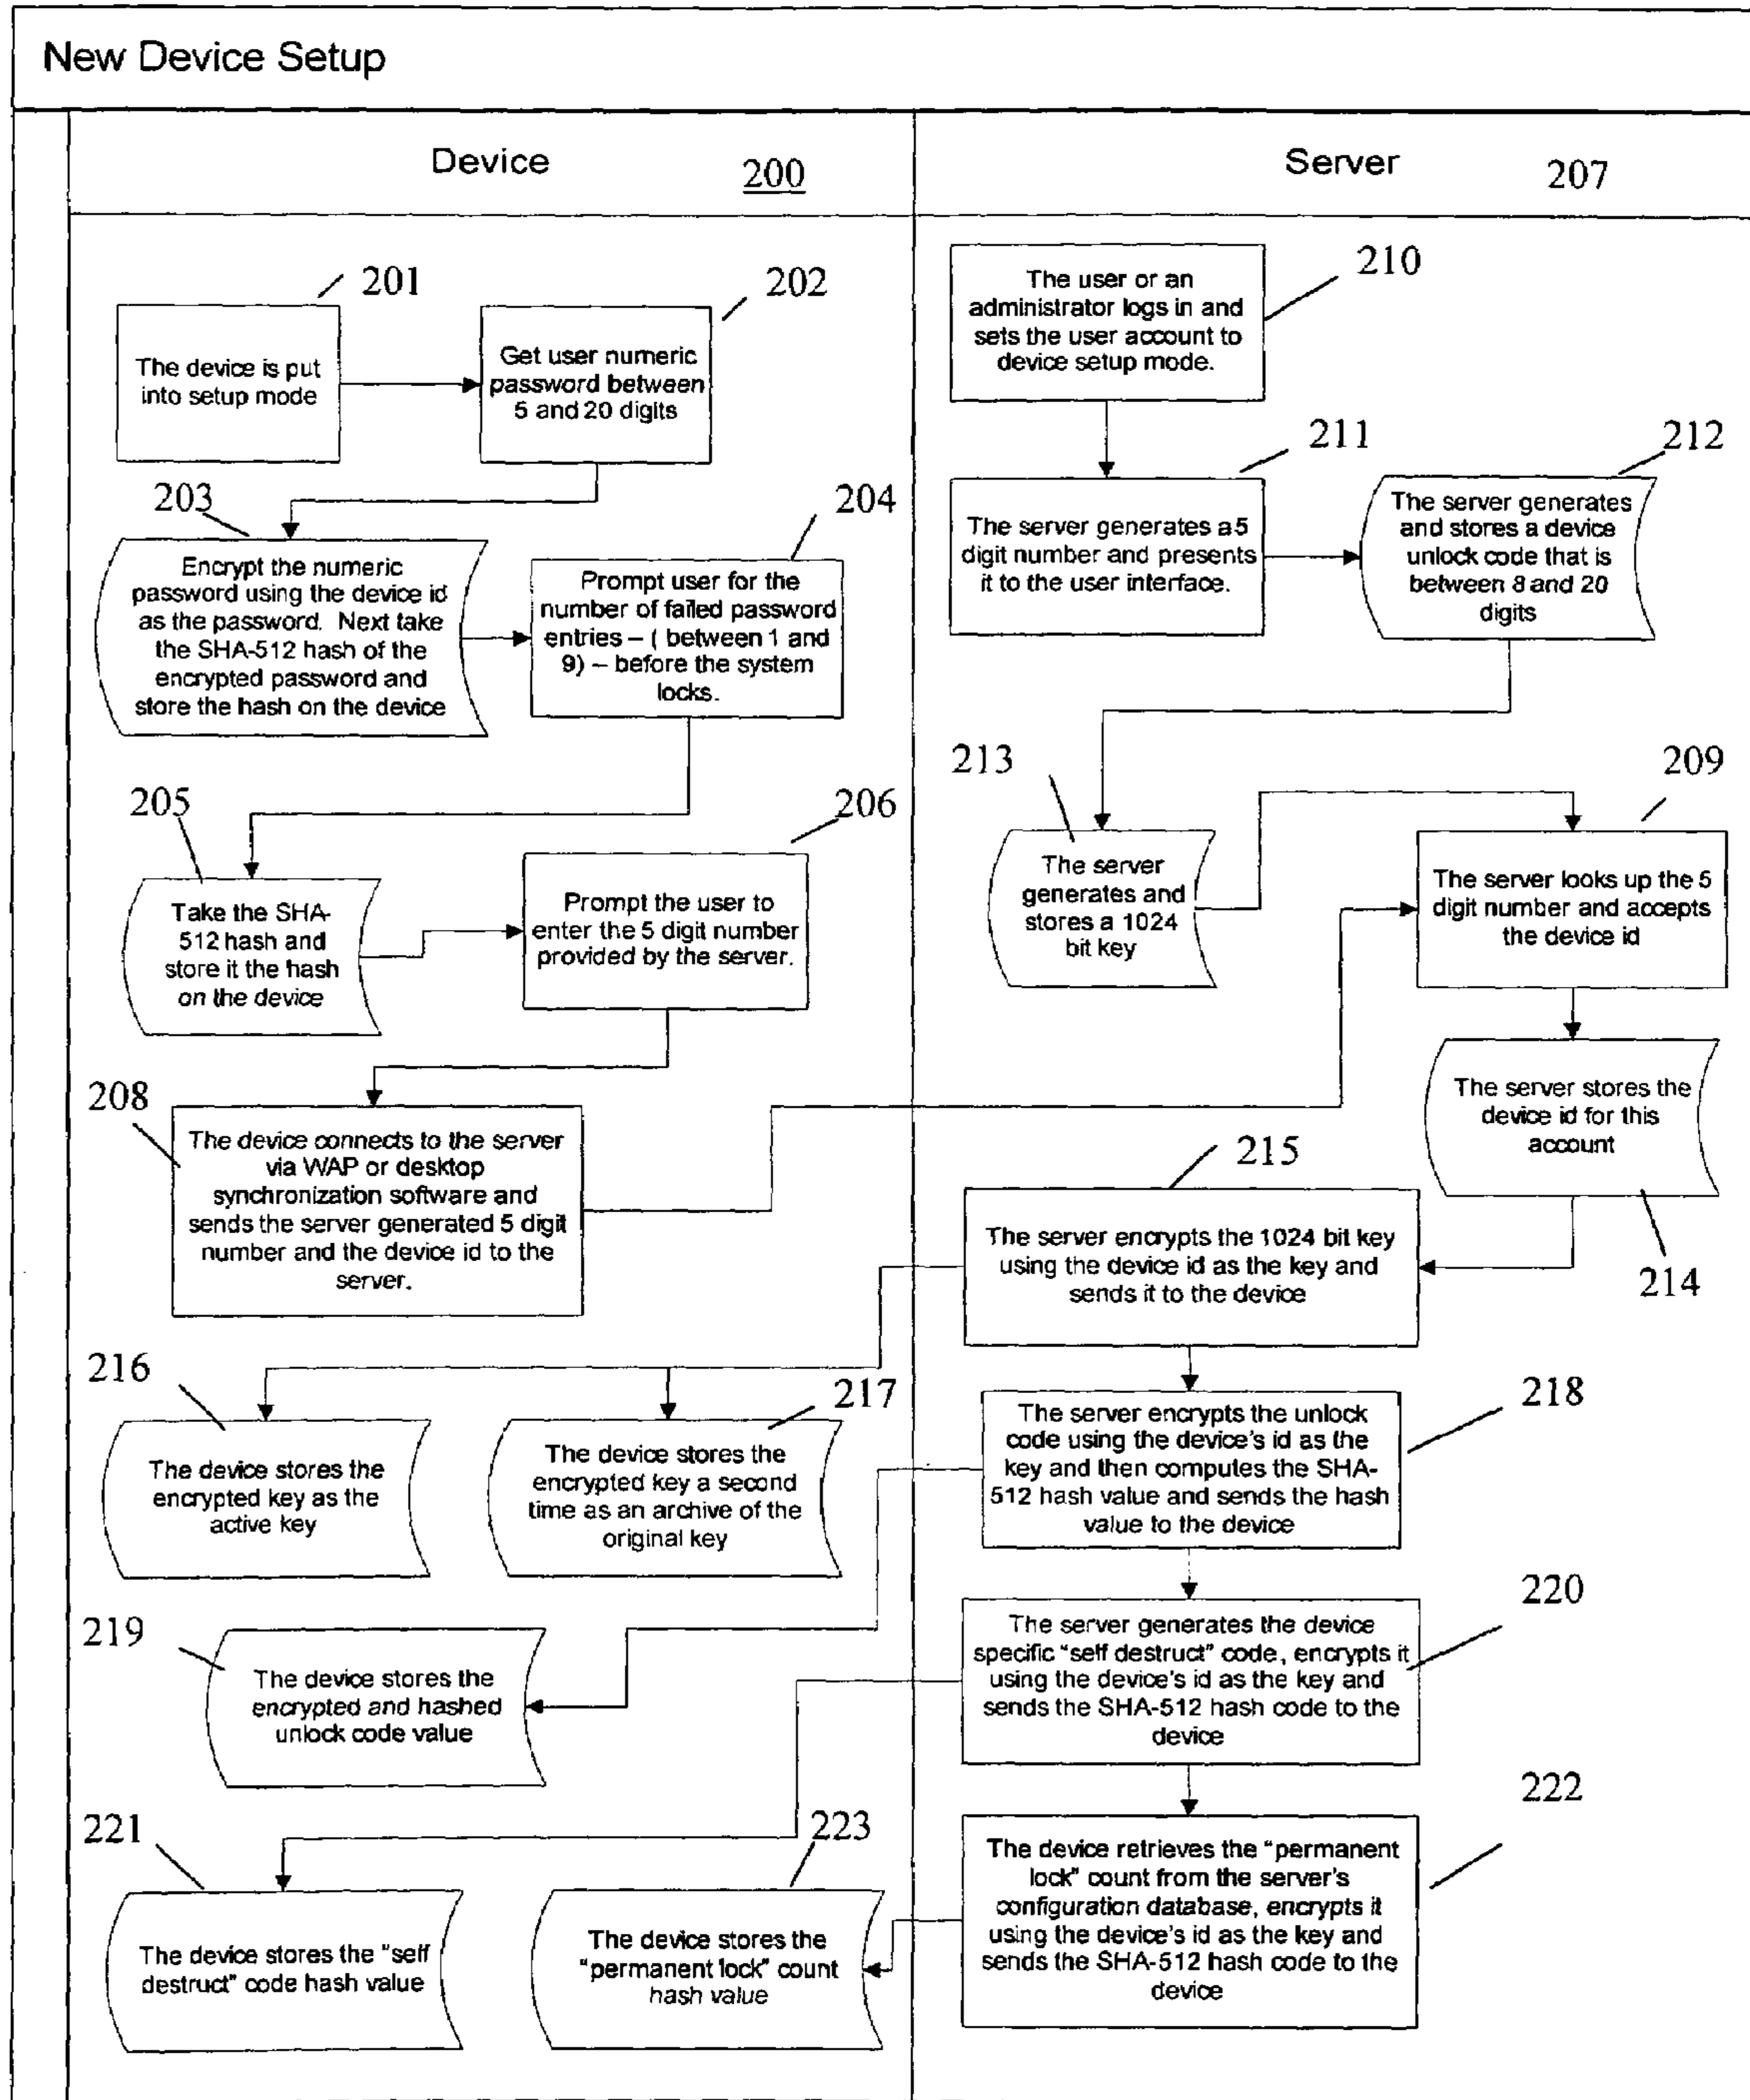 New Device Setup
Device
200
Server
207
201
The device is put
into setup mode
202
Get user numeric
password between
5 and 20 digits
203
Encrypt the numeric
password using the device id
as the password. Next take
the SHA-512 hash of the
encrypted password and
store the hash on the device
204
Prompt user for the
number of failed password
entries – ( between 1 and
9) – before the system
locks.
205
Take the SHA-
512 hash and
store it the hash
on the device
206
Prompt the user to
enter the 5 digit number
provided by the server.
208
The device connects to the server
via WAP or desktop
synchronization software and
sends the server generated 5 digit
number and the device id to the
server.
210
The user or an
administrator logs in and
sets the user account to
device setup mode.
211
The server generates a 5
digit number and presents
it to the user interface.
212
The server generates
and stores a device
unlock code that is
between 8 and 20
digits
213
The server
generates and
stores a 1024
bit key
209
The server looks up the 5
digit number and accepts
the device id
The server stores the
device id for this
account
214
215
The server encrypts the 1024 bit key
using the device id as the key and
sends it to the device
216
The device stores the
encrypted key as the
active key
217
The device stores the
encrypted key a second
time as an archive of the
original key
218
The server encrypts the unlock
code using the device's id as the
key and then computes the SHA-
512 hash value and sends the hash
value to the device
219
The device stores the
encrypted and hashed
unlock code value
220
The server generates the device
specific "self destruct" code, encrypts it
using the device's id as the key and
sends the SHA-512 hash code to the
device
221
The device stores the "self
destruct" code hash value
222
The device retrieves the "permanent
lock" count from the server's
configuration database, encrypts it
using the device's id as the key and
sends the SHA-512 hash code to the
device
223
The device stores the
"permanent lock" count
hash value